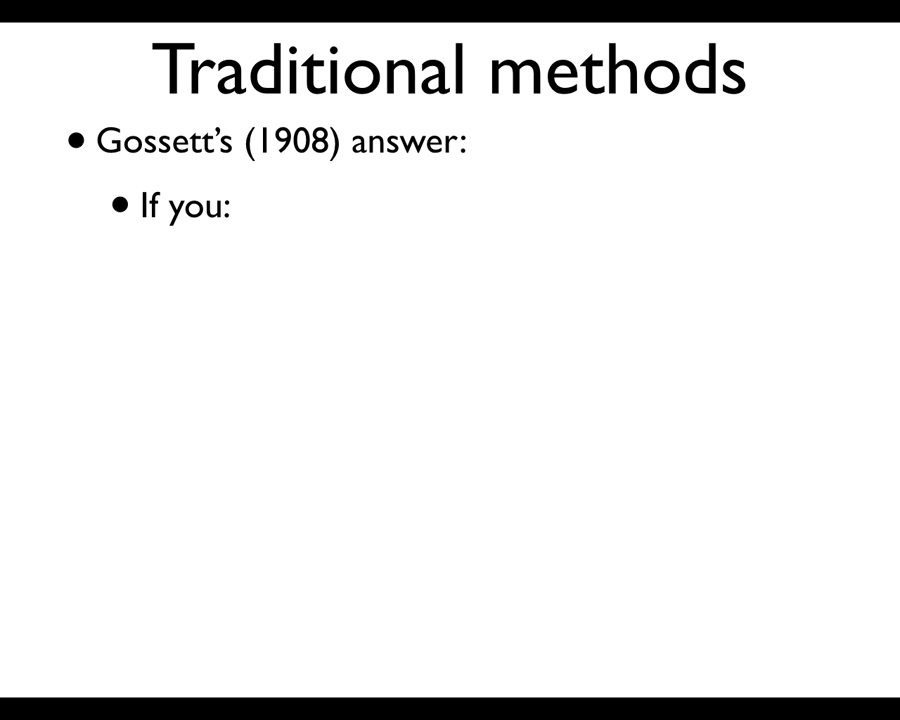 Traditional methods
• Gossett’s (1908) answer:
• If you: